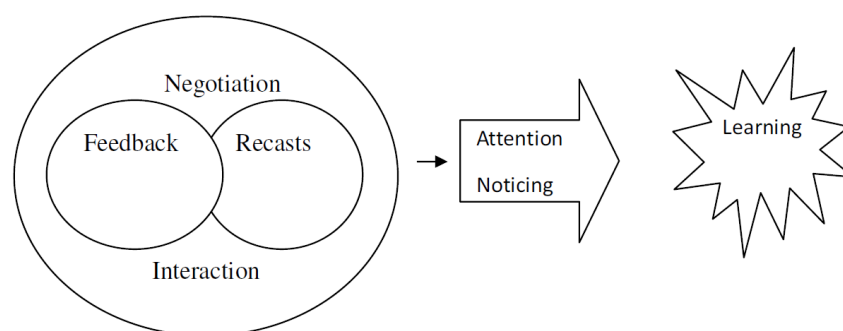 Negotiation
Feedback
Recasts
Interaction
Attention
Noticing
Learning